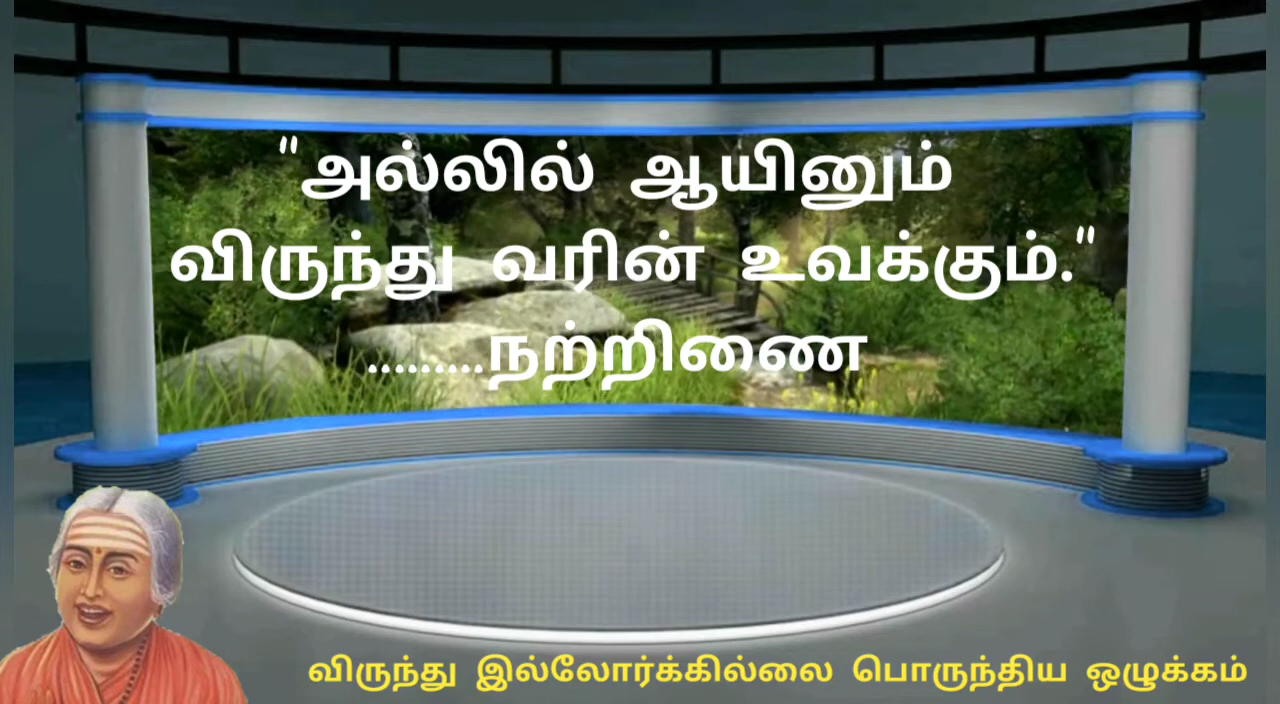 "அல்லில் ஆயினும்
விருந்து வரின் உவக்கும்."
.........நற்றிணை
விருந்து இல்லோர்க்கில்லை பொருந்திய ஒழுக்கம்